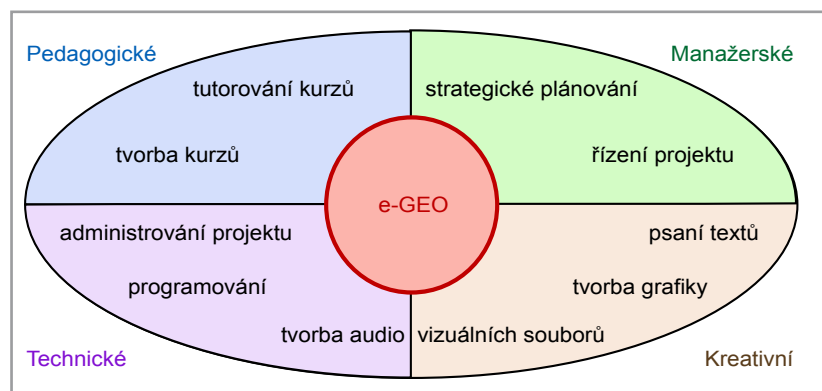 Pedagogické
Manažerské
tutorování kurzů
strategické plánování
tvorba kurzů
řízení projektu
e-GEO
administrování projektu
psaní textů
programování
tvorba grafiky
tvorba audio vizuálních souborů
Technické
Kreativní